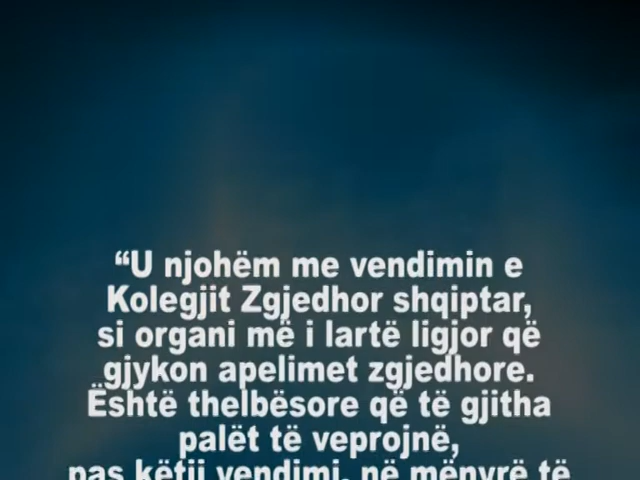 “U njohëm me vendimin e
Kolegjit Zgjedhor shqiptar,
si organi më i lartë ligjor që
gjykon apelimet zgjedhore.
Është thelbësore që të gjitha
palët të veprojnë,
pas këtij vendimi, në mënyrë të